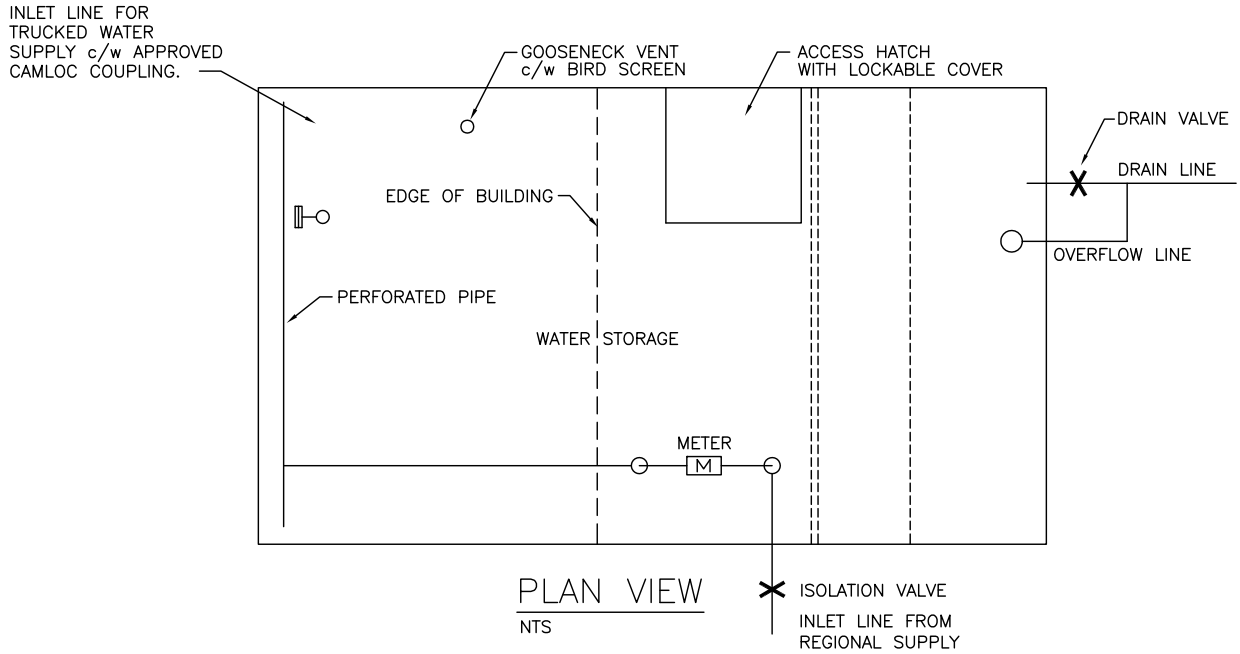 INLET LINE FOR
TRUCKED WATER
SUPPLY c/w APPROVED
CAMLOC COUPLING.
GOOSENECK VENT
c/w BIRD SCREEN
ACCESS HATCH
WITH LOCKABLE COVER
DRAIN VALVE
DRAIN LINE
EDGE OF BUILDING
OVERFLOW LINE
PERFORATED PIPE
WATER STORAGE
METER
M
PLAN VIEW
NTS
ISOLATION VALVE
INLET LINE FROM
REGIONAL SUPPLY